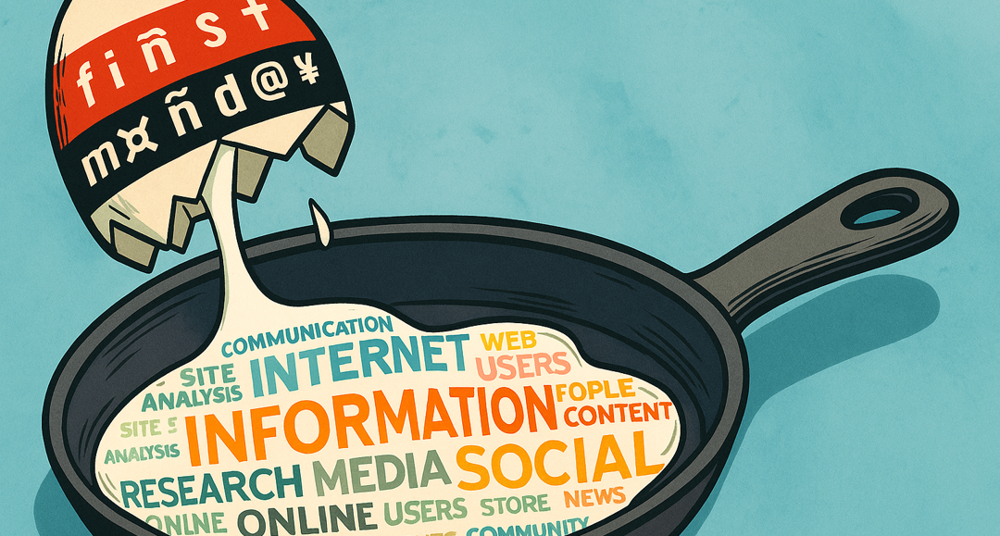 fiñst
m¤ñd@¥
COMMUNICATION
INTERNET WEB
SITE USERS
ANALYSIS
INFORMATION FOPLE
SITE S CONTENT
ANALYSIS
RESEARCH MEDIA SOCIAL
ONLNE ONLINE USERS STORE NEWS
COMMUNITY